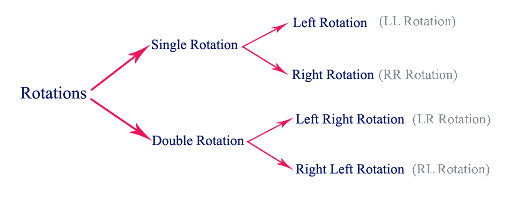 Left Rotation (LL Rotation)
Single Rotation
Right Rotation (RR Rotation)
Rotations
Left Right Rotation (LR Rotation)
Double Rotation
Right Left Rotation (RL Rotation)